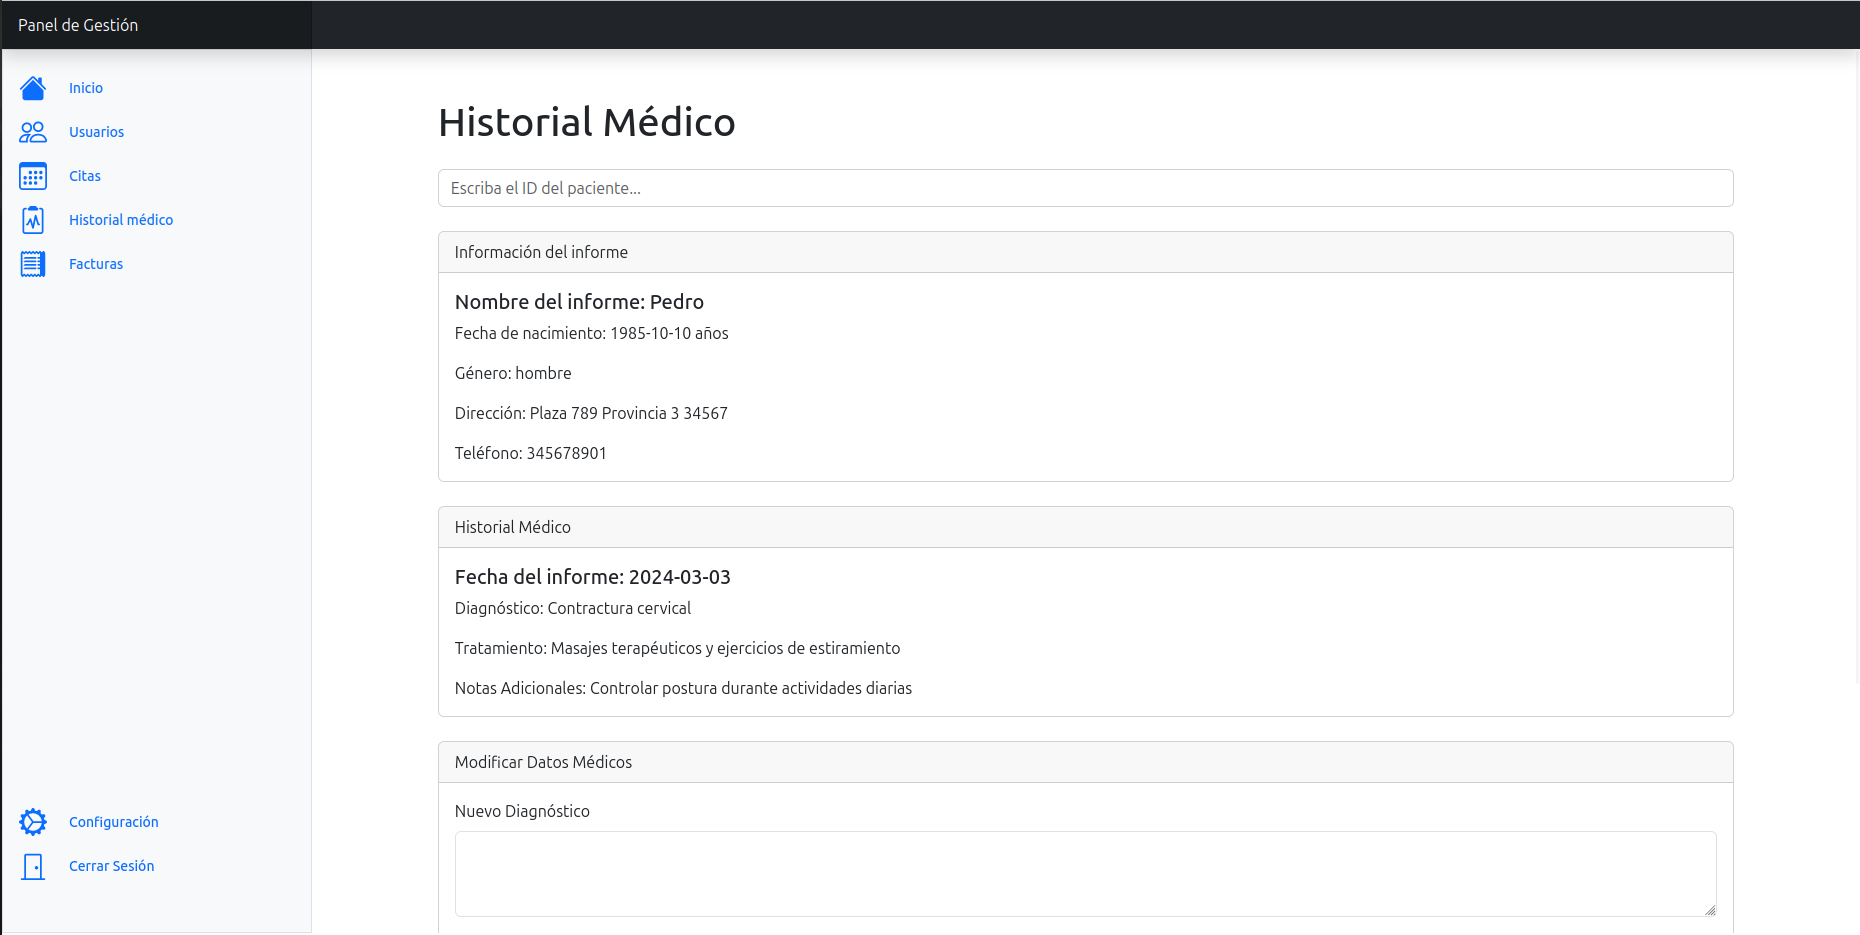 Panel de Gestión
Inicio
Usuarios
Citas
Historial médico
Facturas
Configuración
Cerrar Sesión
Historial Médico
Escriba el ID del paciente...
Información del informe
Nombre del informe: Pedro
Fecha de nacimiento: 1985-10-10 años
Género: hombre
Dirección: Plaza 789 Provincia 3 34567
Teléfono: 345678901
Historial Médico
Fecha del informe: 2024-03-03
Diagnóstico: Contractura cervical
Tratamiento: Masajes terapéuticos y ejercicios de estiramiento
Notas Adicionales: Controlar postura durante actividades diarias
Modificar Datos Médicos
Nuevo Diagnóstico